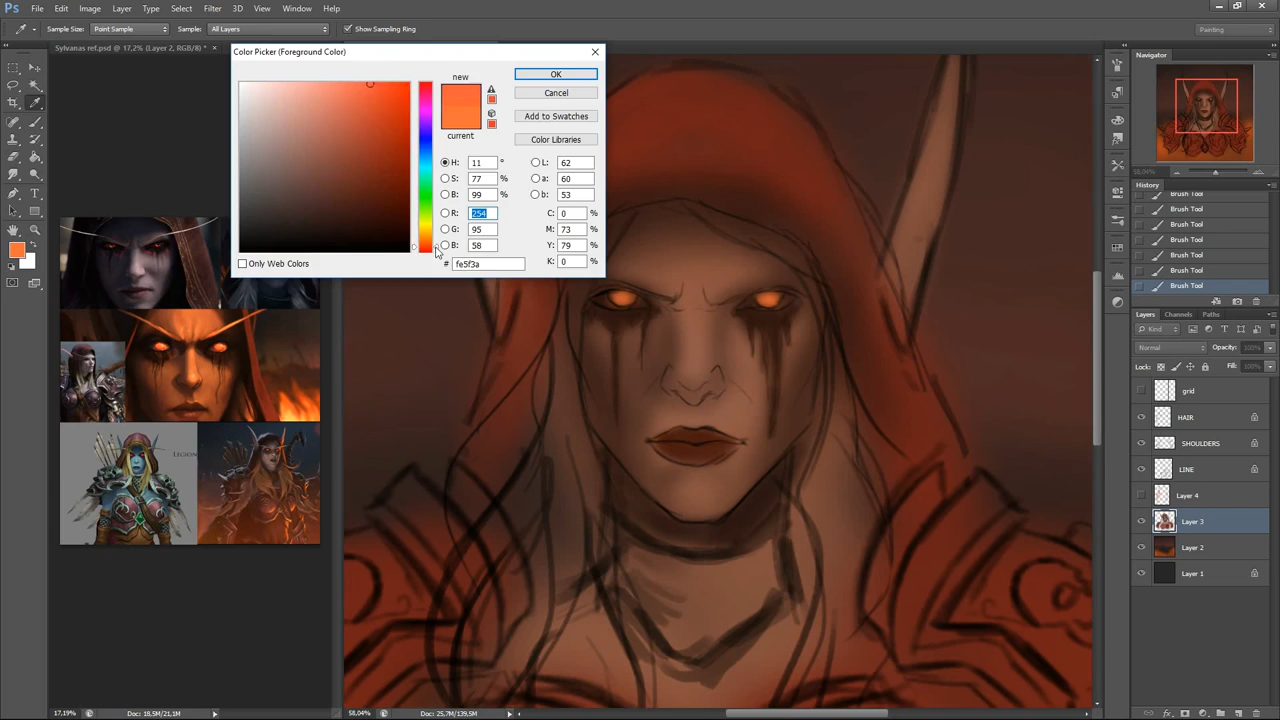 Ps File Edit Image Layer Type Select Filter 3D View Window Help
Sample Size: Point Sample Sample: All Layers Show Sampling Ring Painting
Sylvanas ref.psd @ 17,2% (Layer 2, RGB/8) *
Color Picker (Foreground Color)
new
current
OK
Cancel
Add to Swatches
Color Libraries
H: 11 ° L: 62
S: 77 % a: 60
B: 99 % b: 53
R: 254 C: 0 %
G: 95 M: 73 %
B: 58 Y: 79 %
# fe5f3a K: 0 %
Only Web Colors
LEGION
Navigator
58,04%
History
Brush Tool
Brush Tool
Brush Tool
Brush Tool
Brush Tool
Brush Tool
Brush Tool
Layers Channels Paths
Kind
Normal Opacity: 100%
Lock: Fill: 100%
grid
HAIR
SHOULDERS
LINE
Layer 4
Layer 3
Layer 2
Layer 1
17,19% Doc: 18,5M/21,1M
58,04% Doc: 25,7M/139,5M